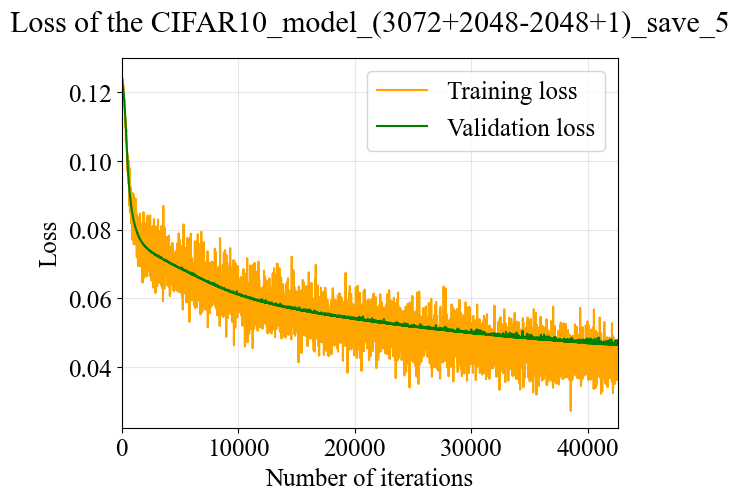 Loss of the CIFAR10_model_(3072+2048-2048+1)_save_5
Training loss
Validation loss
0.12
0.10
0.08
0.06
0.04
Loss
0
10000
20000
30000
40000
Number of iterations